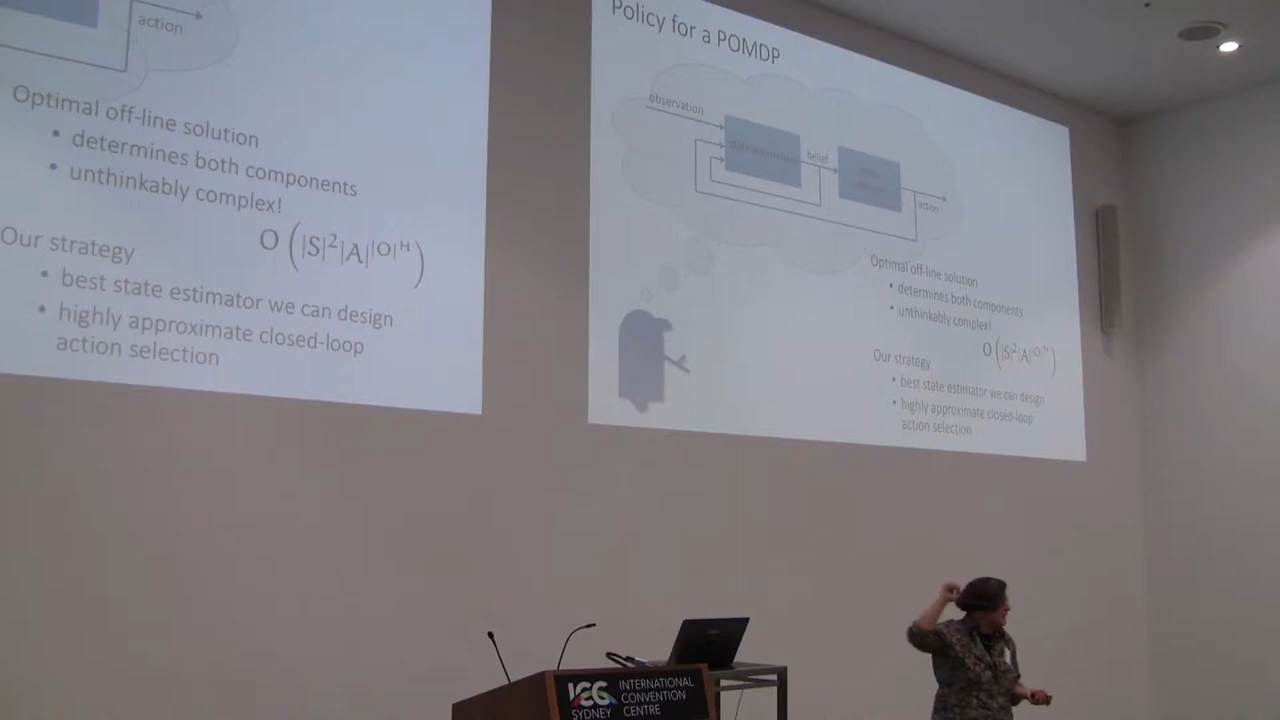 action
Optimal off-line solution
• determines both components
• unthinkably complex!
O (|S|²|A|^|O|^H)
Our strategy
• best state estimator we can design
• highly approximate closed-loop
action selection
Policy for a POMDP
observation
belief
action
Optimal off-line solution
• determines both components
• unthinkably complex!
O (|S|²|A|^|O|^H)
Our strategy
• best state estimator we can design
• highly approximate closed-loop
action selection
ICC
SYDNEY
INTERNATIONAL
CONVENTION
CENTRE